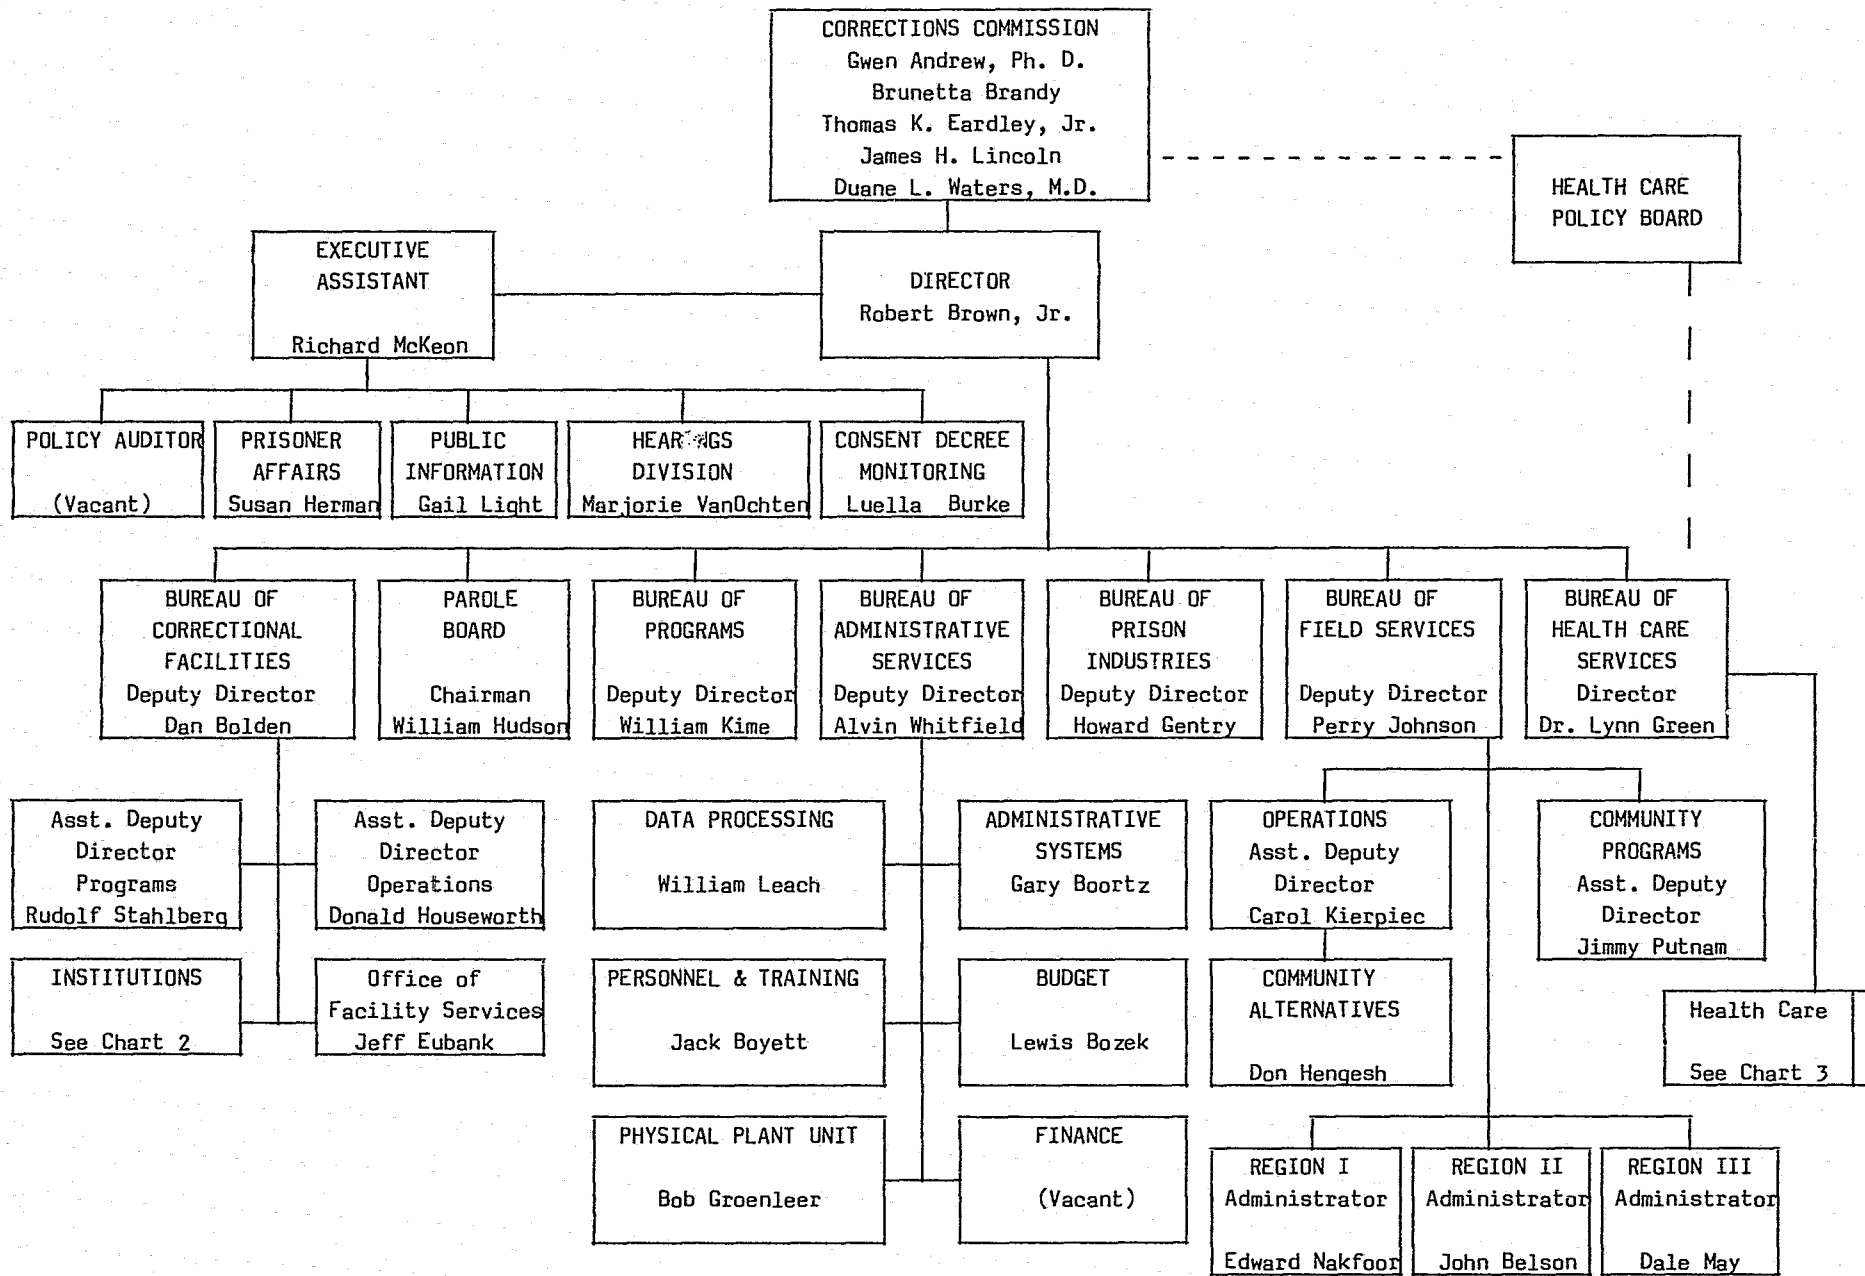 CORRECTIONS COMMISSION
Gwen Andrew, Ph. D.
Brunetta Brandy
Thomas K. Eardley, Jr.
James H. Lincoln
Duane L. Waters, M.D.
HEALTH CARE
POLICY BOARD
EXECUTIVE
ASSISTANT
Richard McKeon
DIRECTOR
Robert Brown, Jr.
POLICY AUDITOR
(Vacant)
PRISONER
AFFAIRS
Susan Herman
PUBLIC
INFORMATION
Gail Light
HEARINGS
DIVISION
Marjorie VanOchten
CONSENT DECREE
MONITORING
Luella Burke
BUREAU OF
CORRECTIONAL
FACILITIES
Deputy Director
Dan Bolden
PAROLE
BOARD
Chairman
William Hudson
BUREAU OF
PROGRAMS
Deputy Director
William Kime
BUREAU OF
ADMINISTRATIVE
SERVICES
Deputy Director
Alvin Whitfield
BUREAU OF
PRISON
INDUSTRIES
Deputy Director
Howard Gentry
BUREAU OF
FIELD SERVICES
Deputy Director
Perry Johnson
BUREAU OF
HEALTH CARE
SERVICES
Director
Dr. Lynn Green
Asst. Deputy
Director
Programs
Rudolf Stahlberg
Asst. Deputy
Director
Operations
Donald Houseworth
DATA PROCESSING
William Leach
ADMINISTRATIVE
SYSTEMS
Gary Boortz
OPERATIONS
Asst. Deputy
Director
Carol Kierpiec
COMMUNITY
PROGRAMS
Asst. Deputy
Director
Jimmy Putnam
INSTITUTIONS
See Chart 2
Office of
Facility Services
Jeff Eubank
PERSONNEL & TRAINING
Jack Boyett
BUDGET
Lewis Bozek
COMMUNITY
ALTERNATIVES
Don Hengesh
Health Care
See Chart 3
PHYSICAL PLANT UNIT
Bob Groenleer
FINANCE
(Vacant)
REGION I
Administrator
Edward Nakfoor
REGION II
Administrator
John Belson
REGION III
Administrator
Dale May